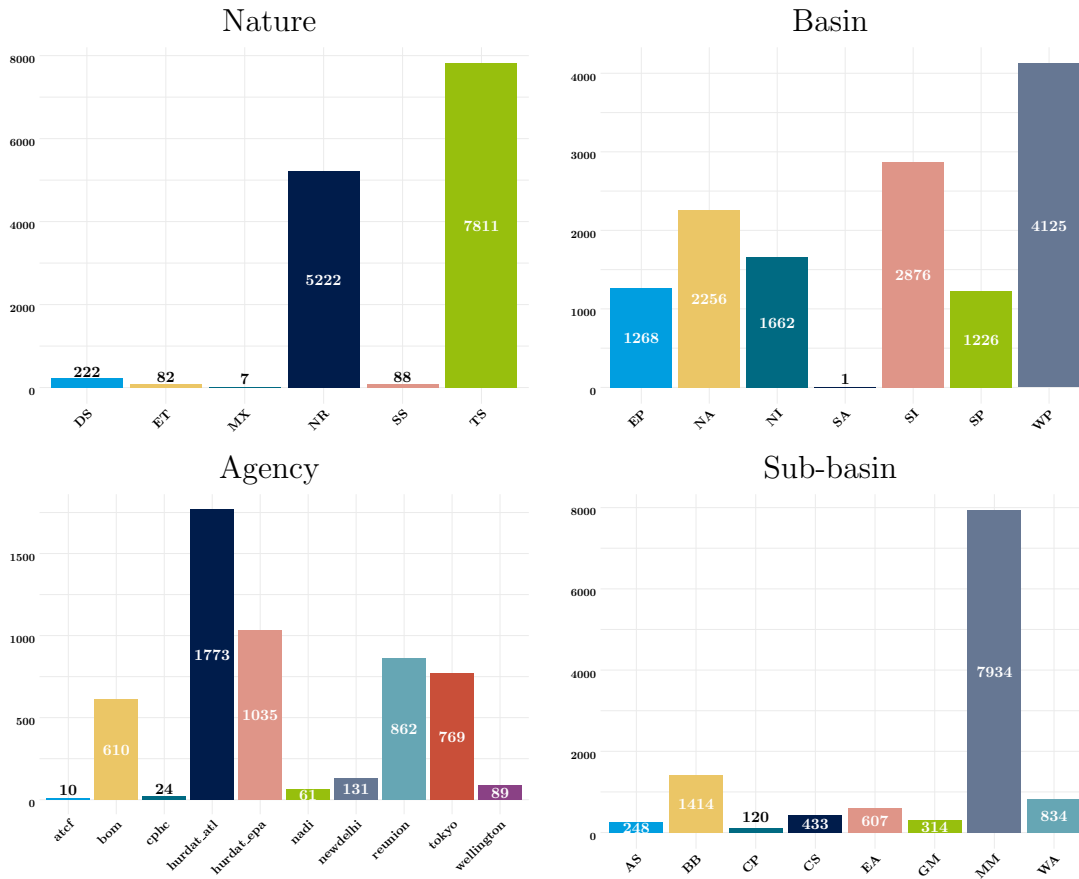 Nature
8000
6000
4000
2000
0
222
82
7
5222
88
7811
DS
ET
MX
NR
SS
TS
Basin
4000
3000
2000
1000
0
1268
2256
1662
1
2876
1226
4125
EP
NA
NI
SA
SI
SP
WP
Agency
1500
1000
500
0
10
610
24
1773
1035
61
131
862
769
89
atcf
bom
cphc
hurdat_atl
hurdat_epa
nadi
newdelhi
reunion
tokyo
wellington
Sub-basin
8000
6000
4000
2000
0
248
1414
120
433
607
314
7934
834
AS
BB
CP
CS
EA
GM
MM
WA